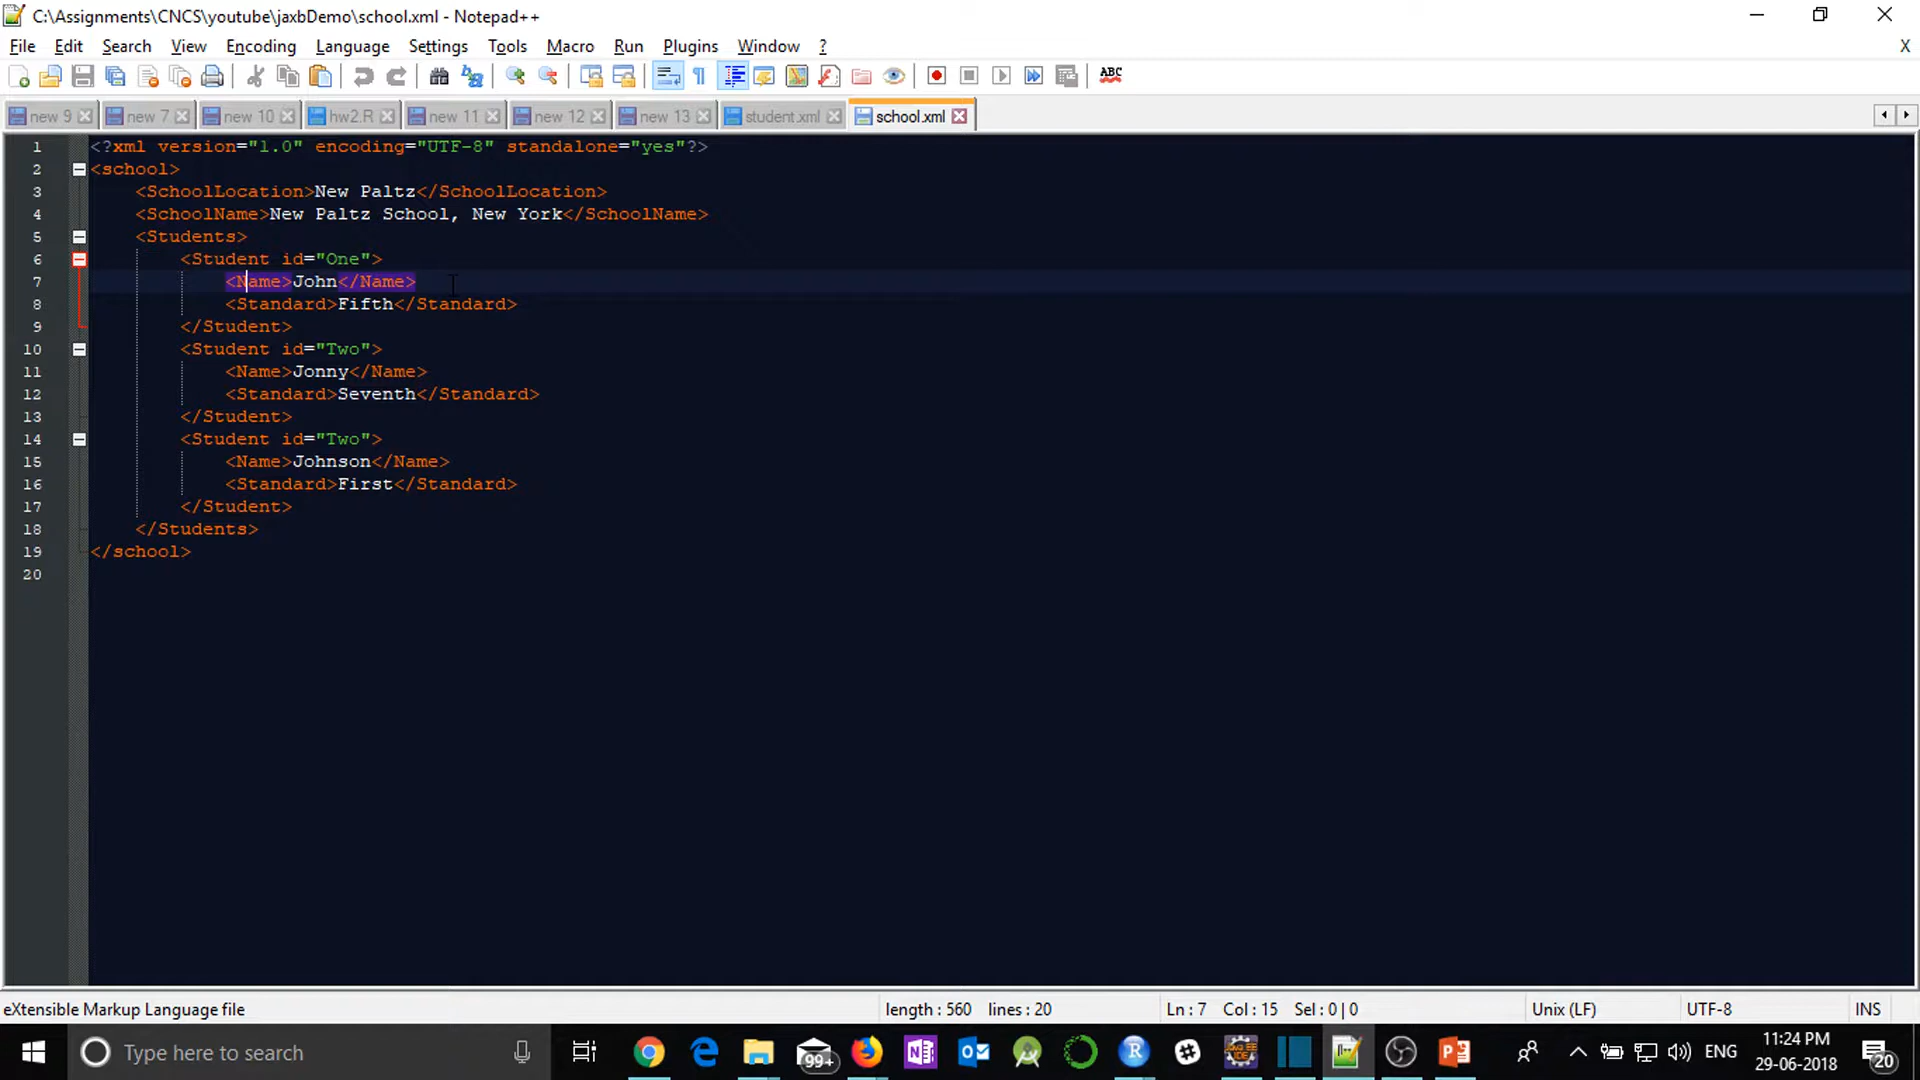 C:\Assignments\CNCS\youtube\jaxbDemo\school.xml - Notepad++
File Edit Search View Encoding Language Settings Tools Macro Run Plugins Window ? X
ABC
new 9 new 7 new 10 hw2.R new 11 new 12 new 13 student.xml school.xml
1 <?xml version="1.0" encoding="UTF-8" standalone="yes"?>
2 <school>
3 <SchoolLocation>New Paltz</SchoolLocation>
4 <SchoolName>New Paltz School, New York</SchoolName>
5 <Students>
6 <Student id="One">
7 <Name>John</Name>
8 <Standard>Fifth</Standard>
9 </Student>
10 <Student id="Two">
11 <Name>Jonny</Name>
12 <Standard>Seventh</Standard>
13 </Student>
14 <Student id="Two">
15 <Name>Johnson</Name>
16 <Standard>First</Standard>
17 </Student>
18 </Students>
19 </school>
20
eXtensible Markup Language file length : 560 lines : 20 Ln : 7 Col : 15 Sel : 0 | 0 Unix (LF) UTF-8 INS
Type here to search 99+ ENG 11:24 PM
29-06-2018 20